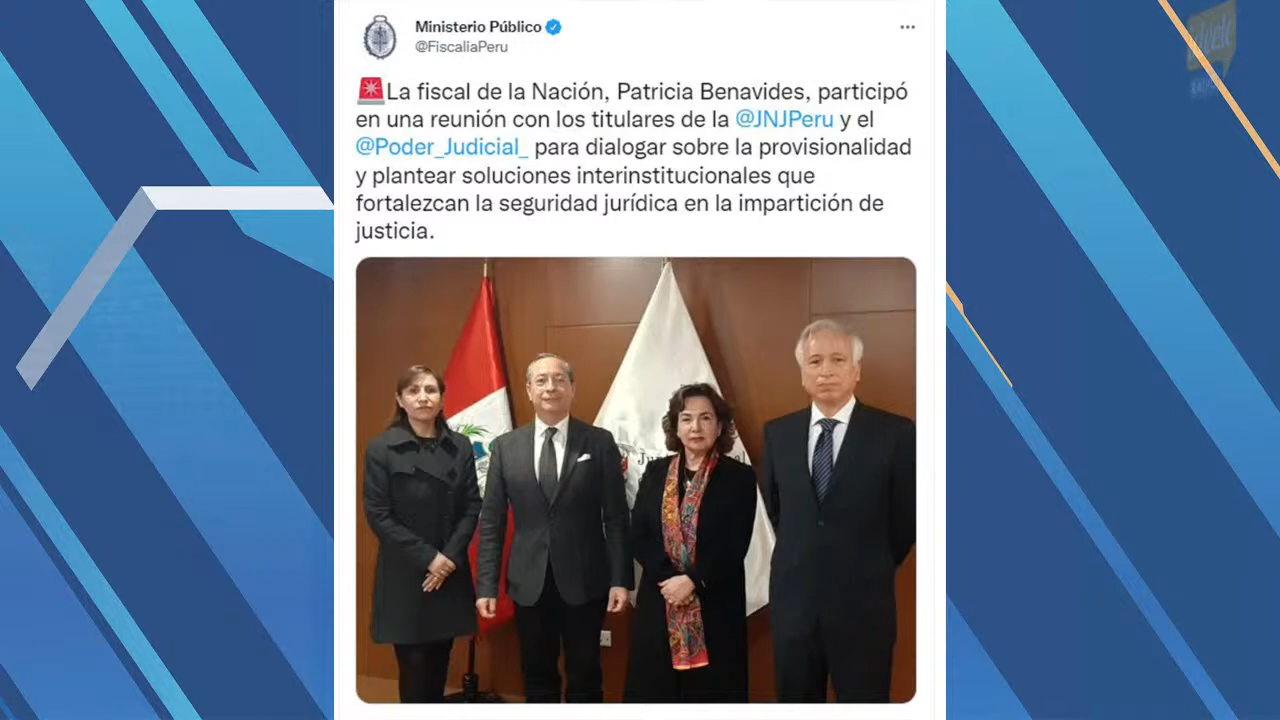 Ministerio Público
@FiscaliaPeru
La fiscal de la Nación, Patricia Benavides, participó
en una reunión con los titulares de la @JNJPeru y el
@Poder_Judicial_ para dialogar sobre la provisionalidad
y plantear soluciones interinstitucionales que
fortalezcan la seguridad jurídica en la impartición de
justicia.